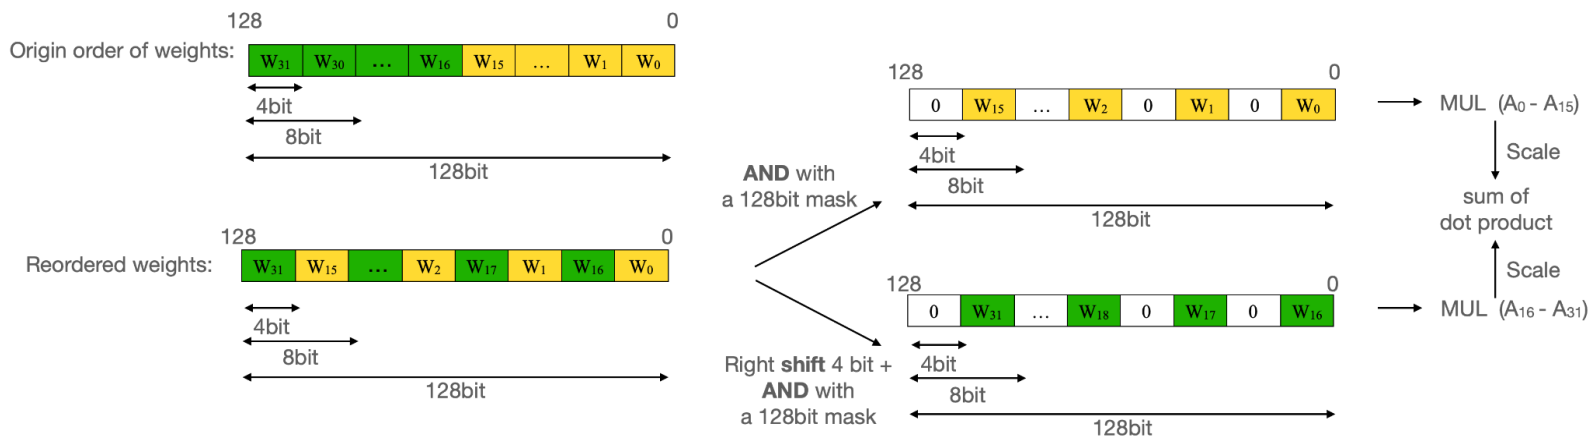 128 0
Origin order of weights: W31 W30 ... W16 W15 ... W1 W0
4bit
8bit
128bit
128 0
Reordered weights: W31 W15 ... W2 W17 W1 W16 W0
4bit
8bit
128bit
AND with
a 128bit mask
Right shift 4 bit +
AND with
a 128bit mask
128 0
0 W15 ... W2 0 W1 0 W0
4bit
8bit
128bit
128 0
0 W31 ... W18 0 W17 0 W16
4bit
8bit
128bit
MUL (A0 - A15)
Scale
sum of
dot product
Scale
MUL (A16 - A31)